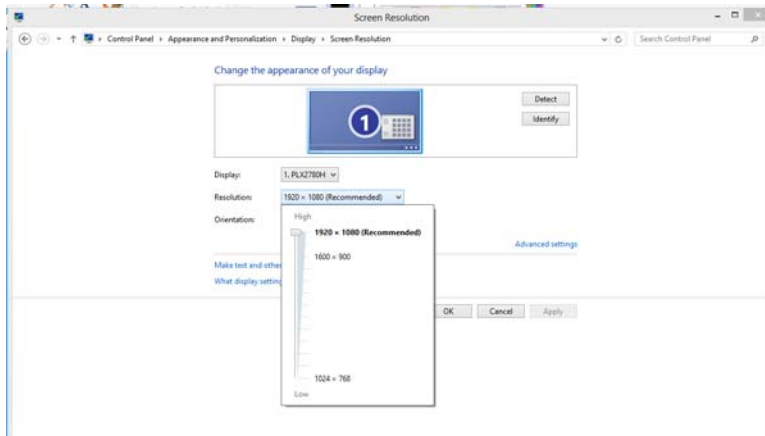 Screen Resolution
Control Panel ▸ Appearance and Personalization ▸ Display ▸ Screen Resolution
Search Control Panel
Change the appearance of your display
1
Detect
Identify
Display: 1. PLX2780H
Resolution: 1920 × 1080 (Recommended)
Orientation:
High
1920 × 1080 (Recommended)
1600 × 900
Advanced settings
Make text and othe
What display setting
OK Cancel Apply
1024 × 768
Low